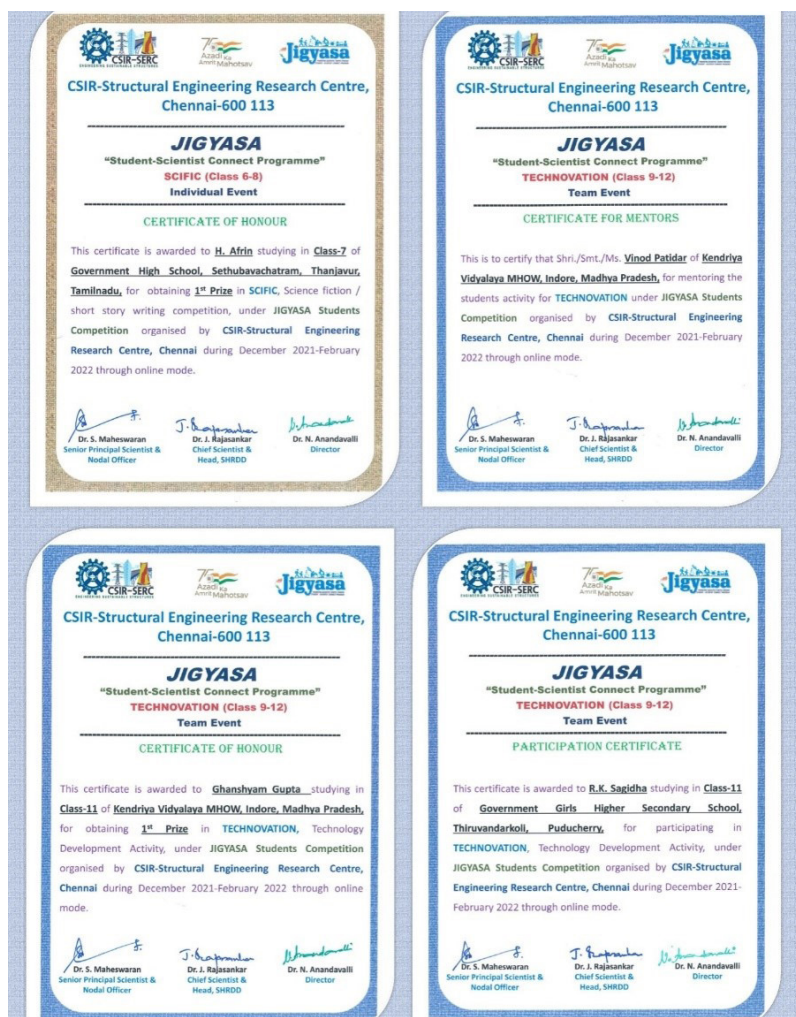 CSIR-SERC
ENGINEERING SUSTAINABLE STRUCTURES
Azadi Ka
Amrit Mahotsav
Jigyasa
CSIR-Structural Engineering Research Centre,
Chennai-600 113
JIGYASA
“Student-Scientist Connect Programme”
SCIFIC (Class 6-8)
Individual Event
CERTIFICATE OF HONOUR
This certificate is awarded to H. Afrin studying in Class-7 of
Government High School, Sethubavachatram, Thanjavur,
Tamilnadu, for obtaining 1st Prize in SCIFIC, Science fiction /
short story writing competition, under JIGYASA Students
Competition organised by CSIR-Structural Engineering
Research Centre, Chennai during December 2021-February
2022 through online mode.
Dr. S. Maheswaran
Senior Principal Scientist &
Nodal Officer
Dr. J. Rajasankar
Chief Scientist &
Head, SHRDD
Dr. N. Anandavalli
Director
CSIR-SERC
ENGINEERING SUSTAINABLE STRUCTURES
Azadi Ka
Amrit Mahotsav
Jigyasa
CSIR-Structural Engineering Research Centre,
Chennai-600 113
JIGYASA
“Student-Scientist Connect Programme”
TECHNOVATION (Class 9-12)
Team Event
CERTIFICATE FOR MENTORS
This is to certify that Shri./Smt./Ms. Vinod Patidar of Kendriya
Vidyalaya MHOW, Indore, Madhya Pradesh, for mentoring the
students activity for TECHNOVATION under JIGYASA Students
Competition organised by CSIR-Structural Engineering
Research Centre, Chennai during December 2021-February
2022 through online mode.
Dr. S. Maheswaran
Senior Principal Scientist &
Nodal Officer
Dr. J. Rajasankar
Chief Scientist &
Head, SHRDD
Dr. N. Anandavalli
Director
CSIR-SERC
ENGINEERING SUSTAINABLE STRUCTURES
Azadi Ka
Amrit Mahotsav
Jigyasa
CSIR-Structural Engineering Research Centre,
Chennai-600 113
JIGYASA
“Student-Scientist Connect Programme”
TECHNOVATION (Class 9-12)
Team Event
CERTIFICATE OF HONOUR
This certificate is awarded to Ghanshyam Gupta studying in
Class-11 of Kendriya Vidyalaya MHOW, Indore, Madhya Pradesh,
for obtaining 1st Prize in TECHNOVATION, Technology
Development Activity, under JIGYASA Students Competition
organised by CSIR-Structural Engineering Research Centre,
Chennai during December 2021-February 2022 through online
mode.
Dr. S. Maheswaran
Senior Principal Scientist &
Nodal Officer
Dr. J. Rajasankar
Chief Scientist &
Head, SHRDD
Dr. N. Anandavalli
Director
CSIR-SERC
ENGINEERING SUSTAINABLE STRUCTURES
Azadi Ka
Amrit Mahotsav
Jigyasa
CSIR-Structural Engineering Research Centre,
Chennai-600 113
JIGYASA
“Student-Scientist Connect Programme”
TECHNOVATION (Class 9-12)
Team Event
PARTICIPATION CERTIFICATE
This certificate is awarded to R.K. Sagidha studying in Class-11
of Government Girls Higher Secondary School,
Thiruvandarkoli, Puducherry, for participating in
TECHNOVATION, Technology Development Activity, under
JIGYASA Students Competition organised by CSIR-Structural
Engineering Research Centre, Chennai during December 2021-
February 2022 through online mode.
Dr. S. Maheswaran
Senior Principal Scientist &
Nodal Officer
Dr. J. Rajasankar
Chief Scientist &
Head, SHRDD
Dr. N. Anandavalli
Director